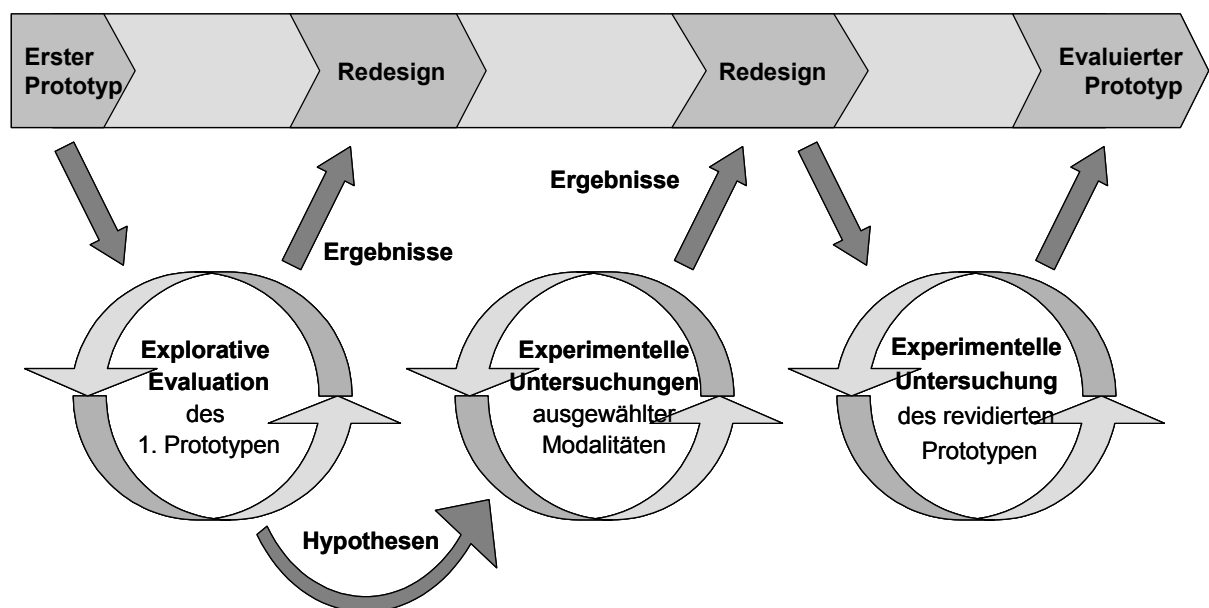 Erster
Prototyp
Redesign
Redesign
Evaluierter
Prototyp
Ergebnisse
Ergebnisse
Explorative
Evaluation
des
1. Prototypen
Experimentelle
Untersuchungen
ausgewählter
Modalitäten
Experimentelle
Untersuchung
des revidierten
Prototypen
Hypothesen